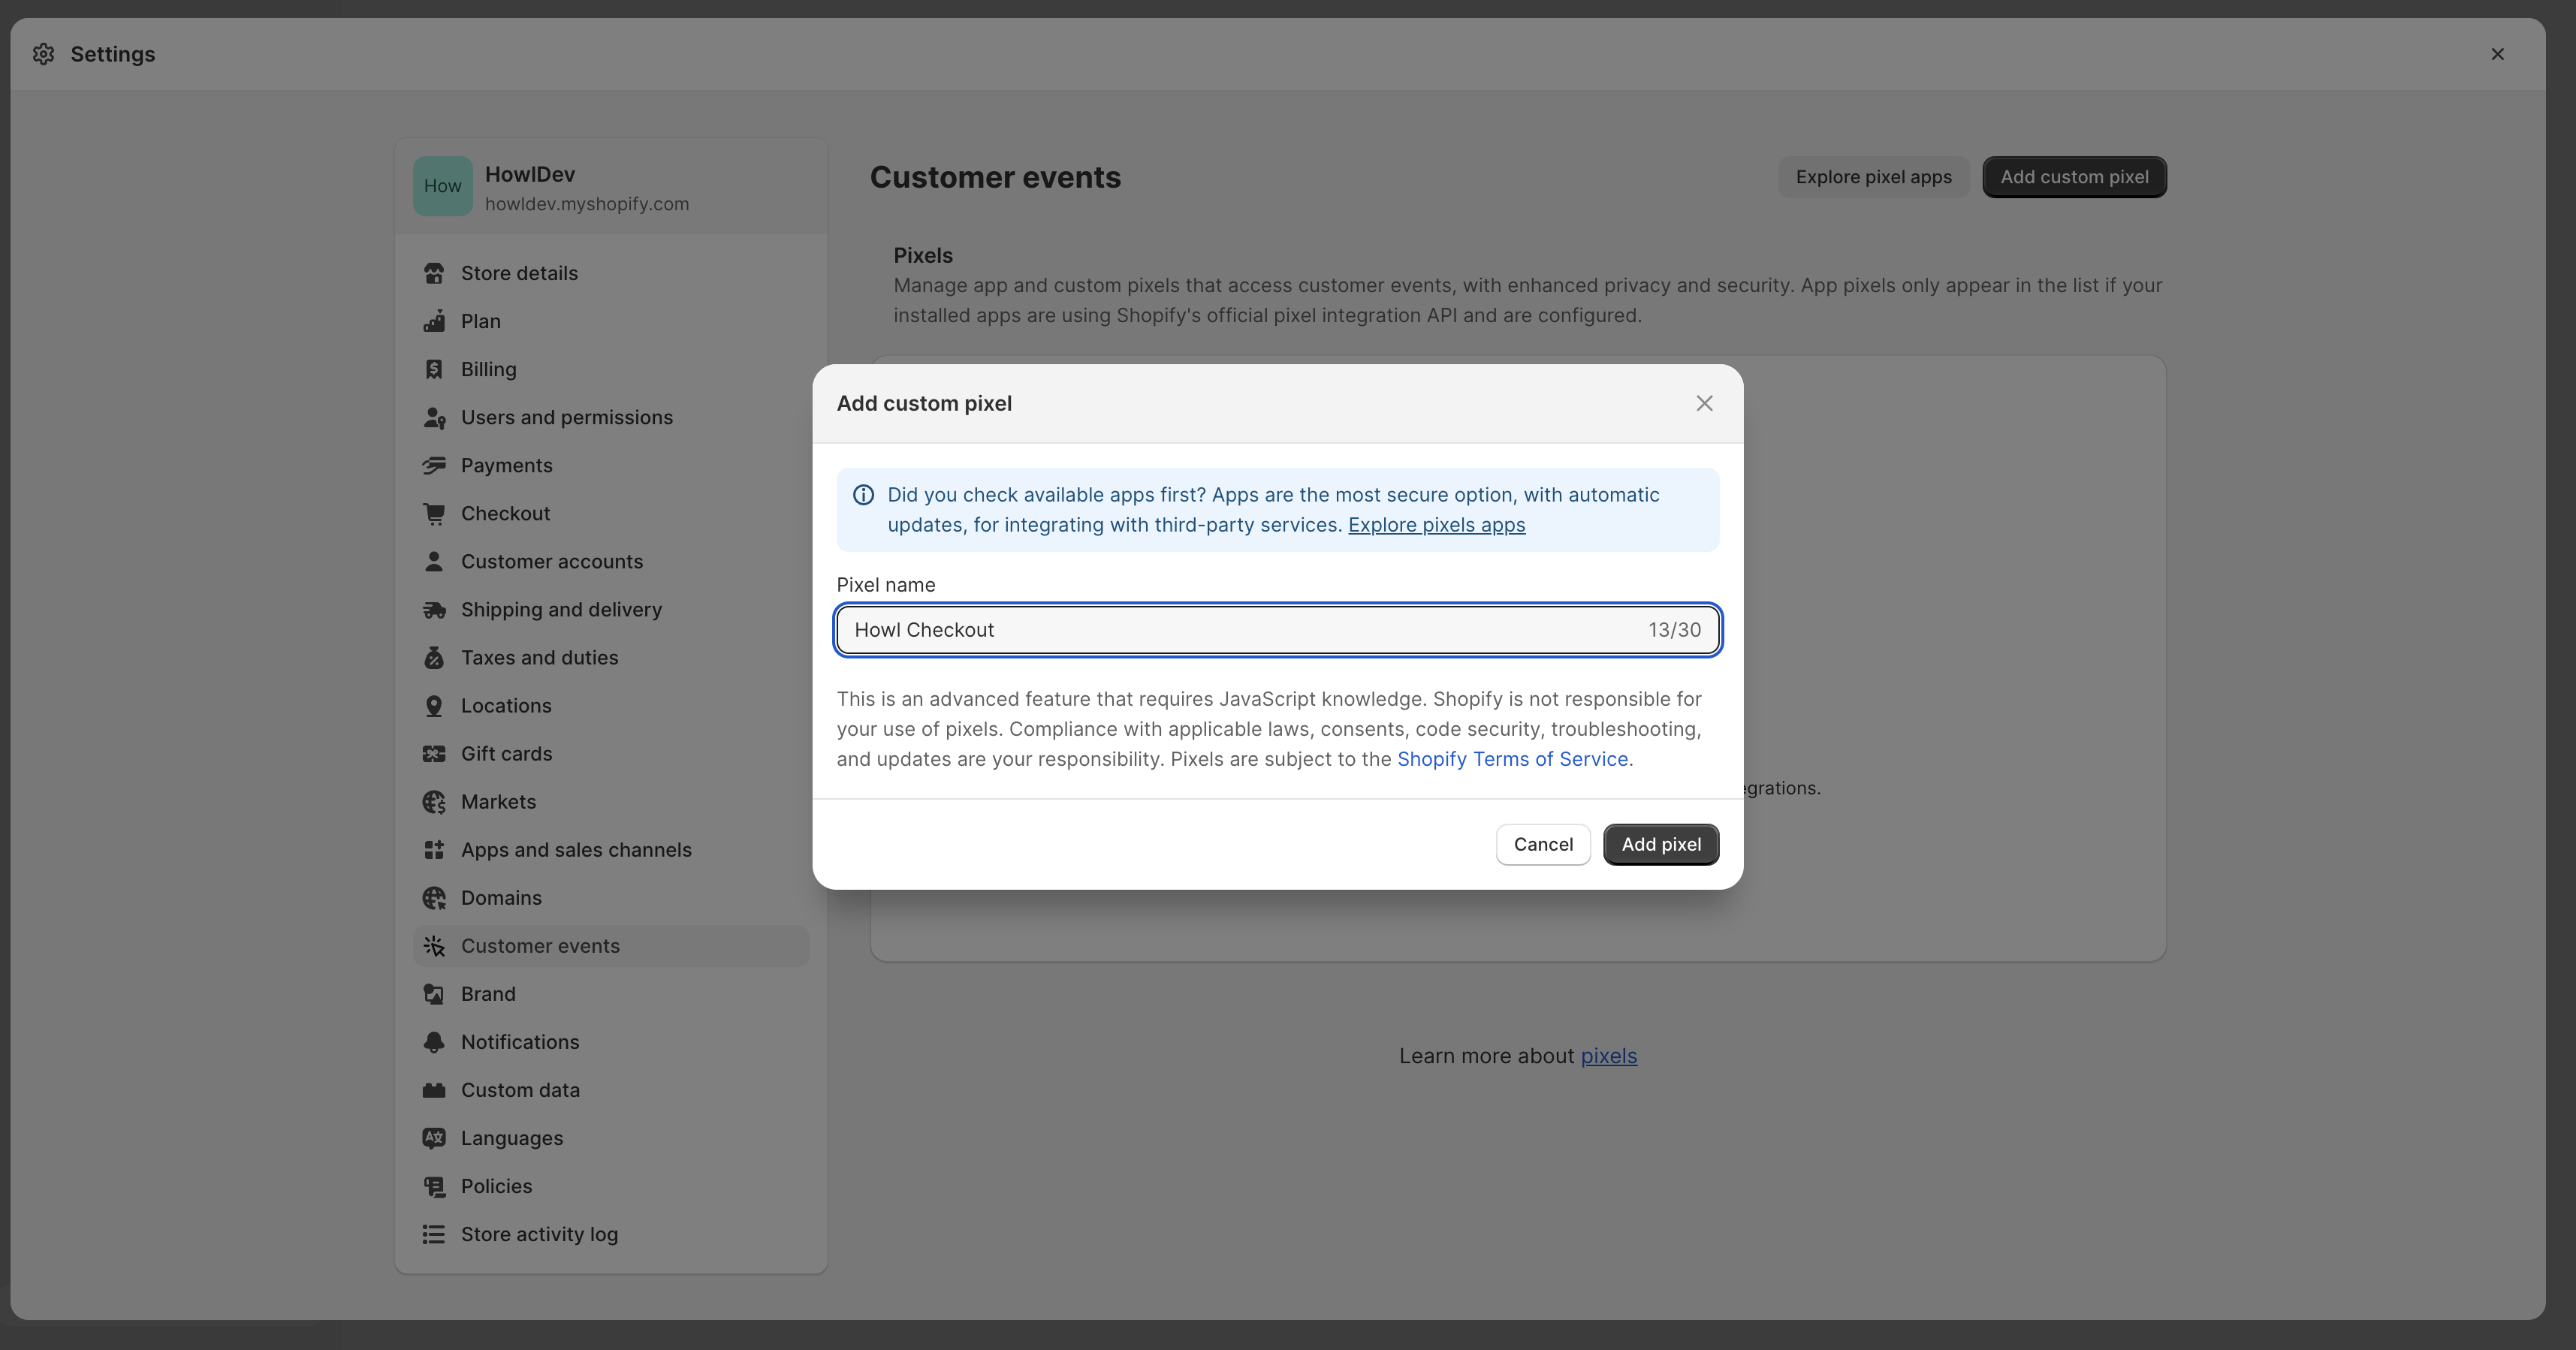 Settings
How
HowlDev
howldev.myshopify.com
Store details
Plan
Billing
Users and permissions
Payments
Checkout
Customer accounts
Shipping and delivery
Taxes and duties
Locations
Gift cards
Markets
Apps and sales channels
Domains
Customer events
Brand
Notifications
Custom data
Languages
Policies
Store activity log
Customer events
Explore pixel apps
Add custom pixel
Pixels
Manage app and custom pixels that access customer events, with enhanced privacy and security. App pixels only appear in the list if your
installed apps are using Shopify's official pixel integration API and are configured.
Add custom pixel
Did you check available apps first? Apps are the most secure option, with automatic
updates, for integrating with third-party services. Explore pixels apps
Pixel name
Howl Checkout 13/30
This is an advanced feature that requires JavaScript knowledge. Shopify is not responsible for
your use of pixels. Compliance with applicable laws, consents, code security, troubleshooting,
and updates are your responsibility. Pixels are subject to the Shopify Terms of Service.
Cancel
Add pixel
Learn more about pixels